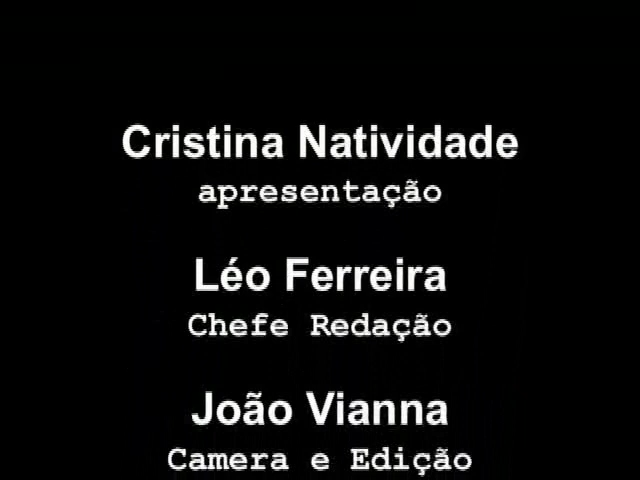 Cristina Natividade
apresentação
Léo Ferreira
Chefe Redação
João Vianna
Camera e Edição